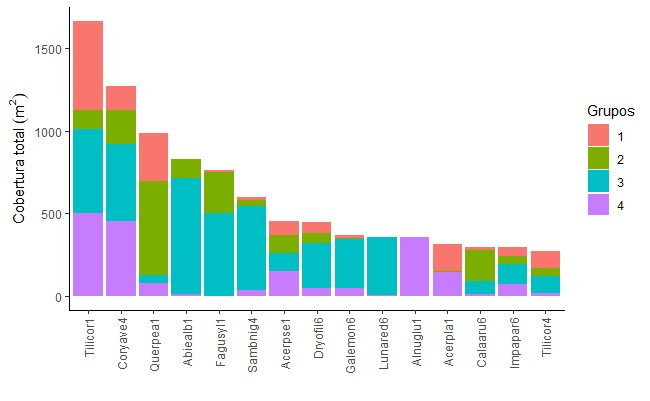 Cobertura total (m²)
1500
1000
500
0
Tilicor1
Coryave4
Querpea1
Abiealb1
Fagusyl1
Sambnig4
Acerpse1
Dryofil6
Galemon6
Lunared6
Alnuglu1
Acerpla1
Calaaru6
Impapar6
Tilicor4
Grupos
1
2
3
4